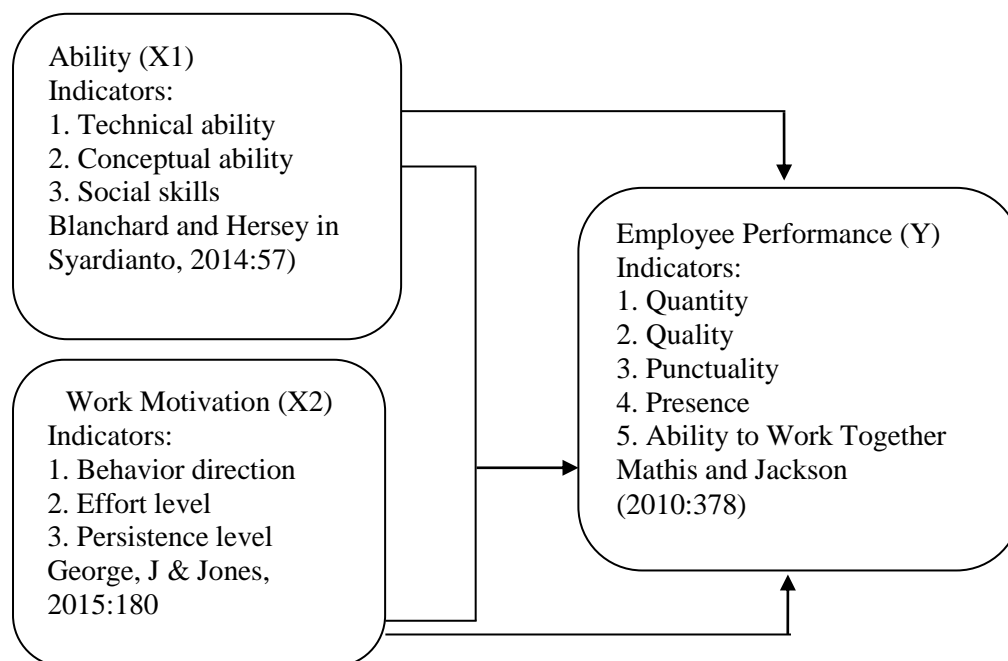 Ability (X1)
Indicators:
1. Technical ability
2. Conceptual ability
3. Social skills
Blanchard and Hersey in
Syardianto, 2014:57)
Work Motivation (X2)
Indicators:
1. Behavior direction
2. Effort level
3. Persistence level
George, J & Jones,
2015:180
Employee Performance (Y)
Indicators:
1. Quantity
2. Quality
3. Punctuality
4. Presence
5. Ability to Work Together
Mathis and Jackson
(2010:378)